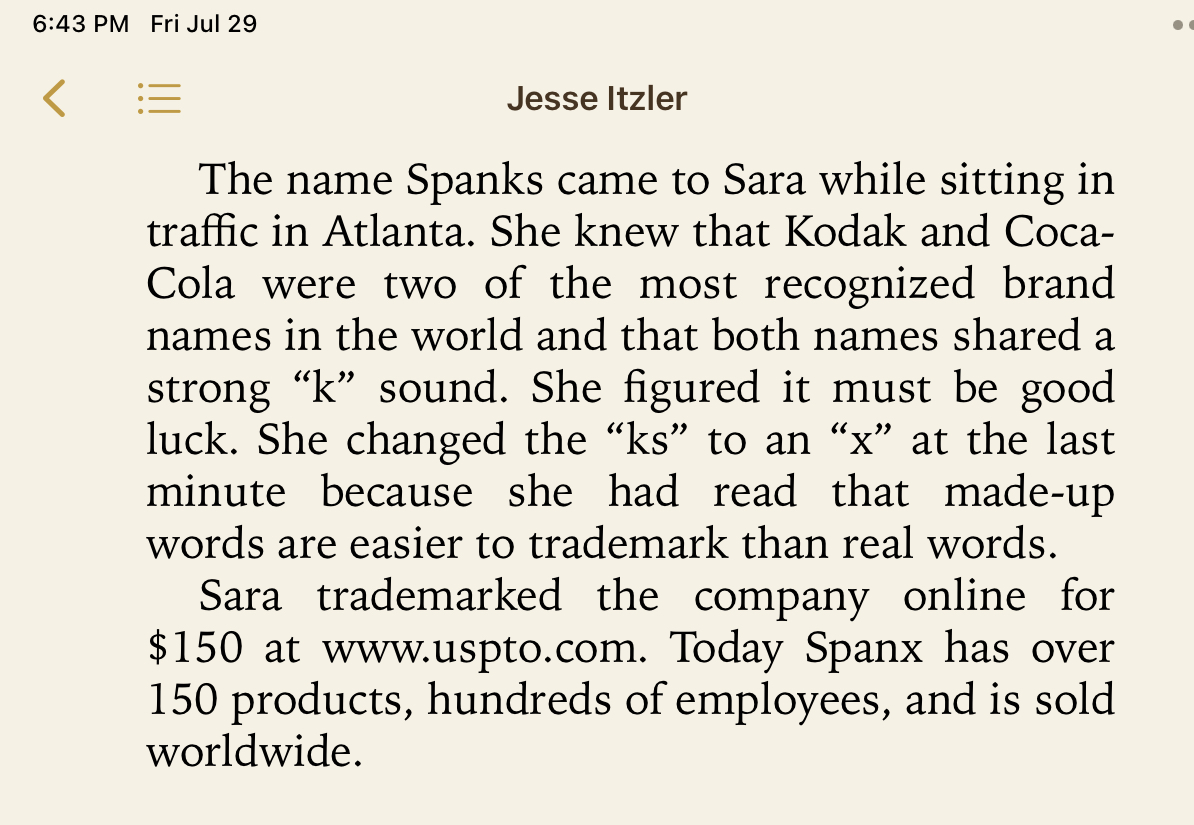 6:43 PM Fri Jul 29
Jesse Itzler
The name Spanks came to Sara while sitting in
traffic in Atlanta. She knew that Kodak and Coca-
Cola were two of the most recognized brand
names in the world and that both names shared a
strong “k” sound. She figured it must be good
luck. She changed the “ks” to an “x” at the last
minute because she had read that made-up
words are easier to trademark than real words.
Sara trademarked the company online for
$150 at www.uspto.com. Today Spanx has over
150 products, hundreds of employees, and is sold
worldwide.